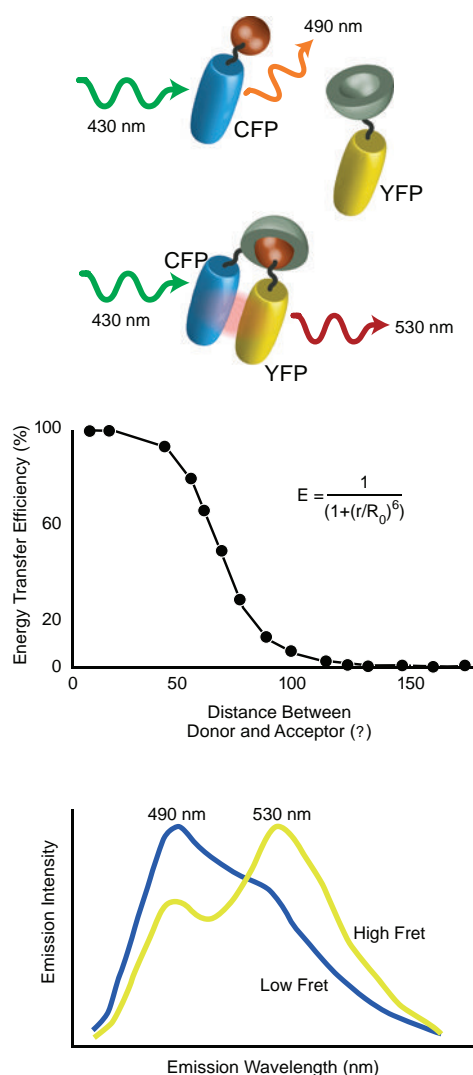 490 nm
430 nm
CFP
YFP
CFP
430 nm
530 nm
YFP
Energy Transfer Efficiency (%)
100
60
20
0
E = 1
(1+(r/R₀)⁶)
0
50
100
150
Distance Between
Donor and Acceptor (?)
490 nm
530 nm
Emission Intensity
High Fret
Low Fret
Emission Wavelength (nm)